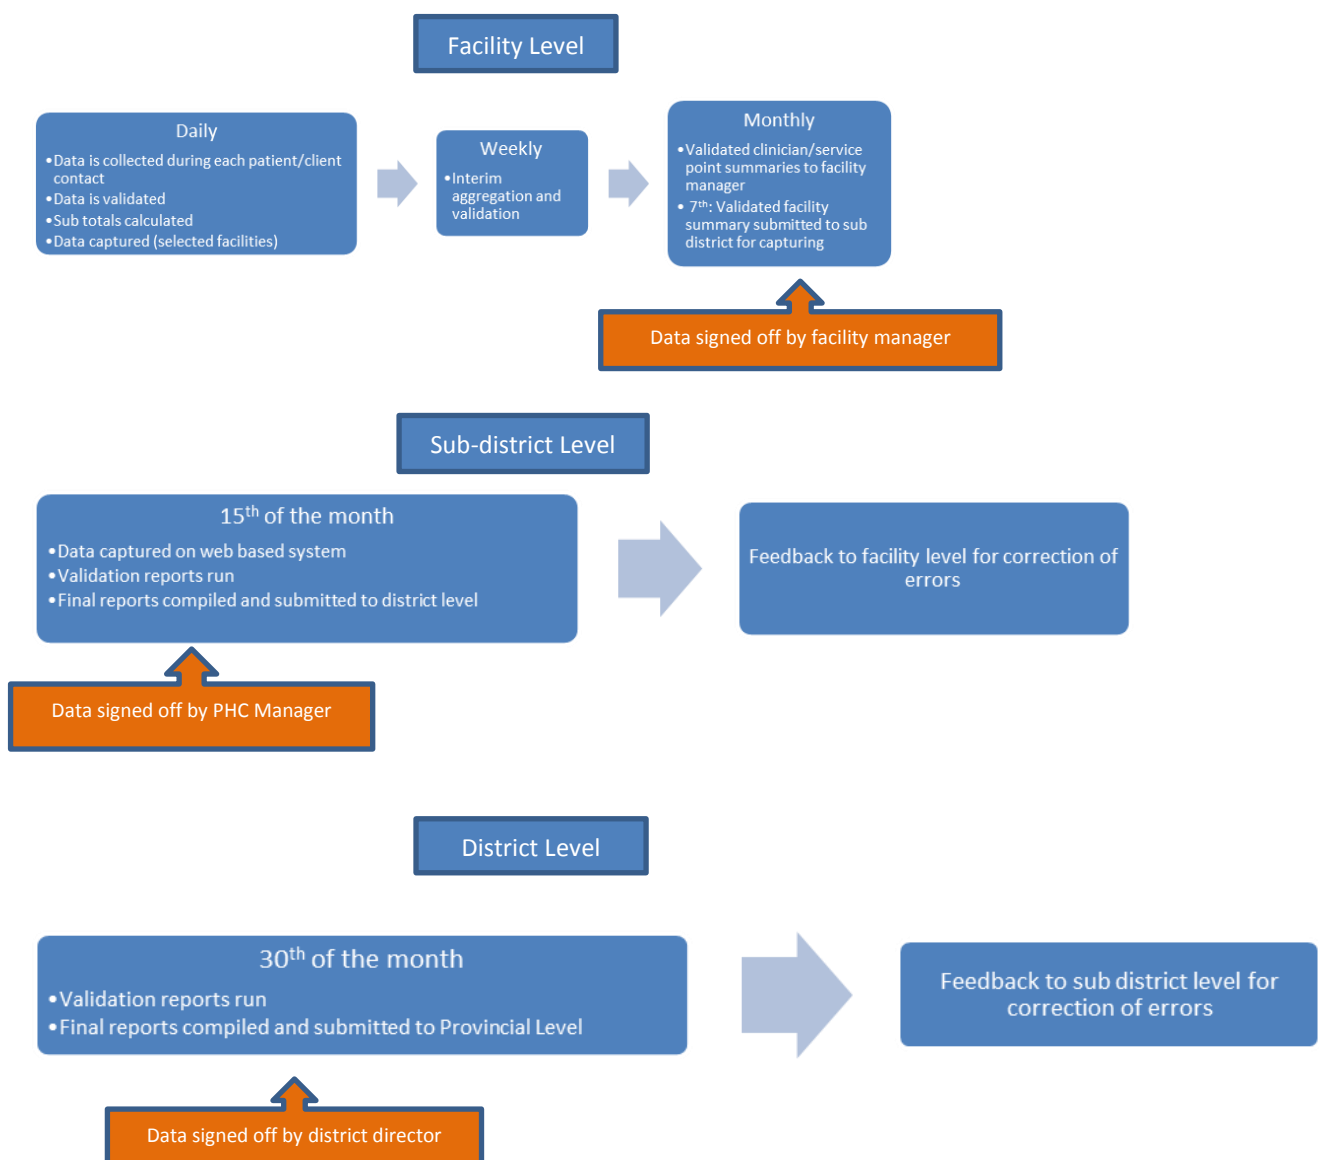 Facility Level
Daily
•Data is collected during each patient/client
contact
•Data is validated
•Sub totals calculated
•Data captured (selected facilities)
Weekly
•Interim
aggregation and
validation
Monthly
•Validated clinician/service
point summaries to facility
manager
• 7th: Validated facility
summary submitted to sub
district for capturing
Data signed off by facility manager
Sub-district Level
15th of the month
•Data captured on web based system
•Validation reports run
•Final reports compiled and submitted to district level
Feedback to facility level for correction of
errors
Data signed off by PHC Manager
District Level
30th of the month
•Validation reports run
•Final reports compiled and submitted to Provincial Level
Feedback to sub district level for
correction of errors
Data signed off by district director